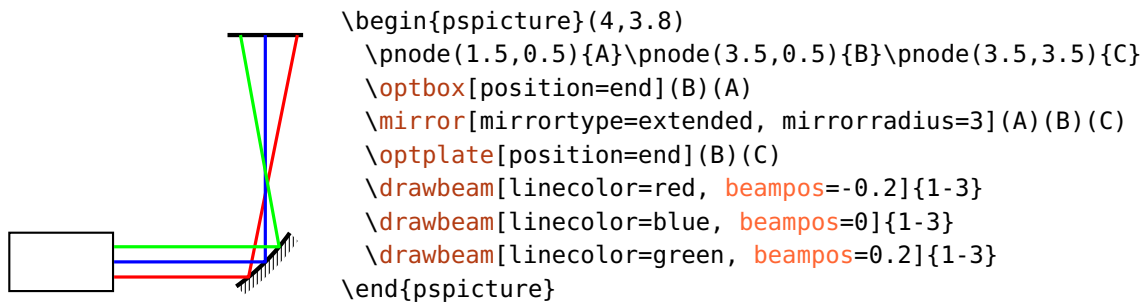 \begin{pspicture}(4,3.8)
\pnode(1.5,0.5){A}\pnode(3.5,0.5){B}\pnode(3.5,3.5){C}
\optbox[position=end](B)(A)
\mirror[mirrortype=extended, mirrorradius=3](A)(B)(C)
\optplate[position=end](B)(C)
\drawbeam[linecolor=red, beampos=-0.2]{1-3}
\drawbeam[linecolor=blue, beampos=0]{1-3}
\drawbeam[linecolor=green, beampos=0.2]{1-3}
\end{pspicture}